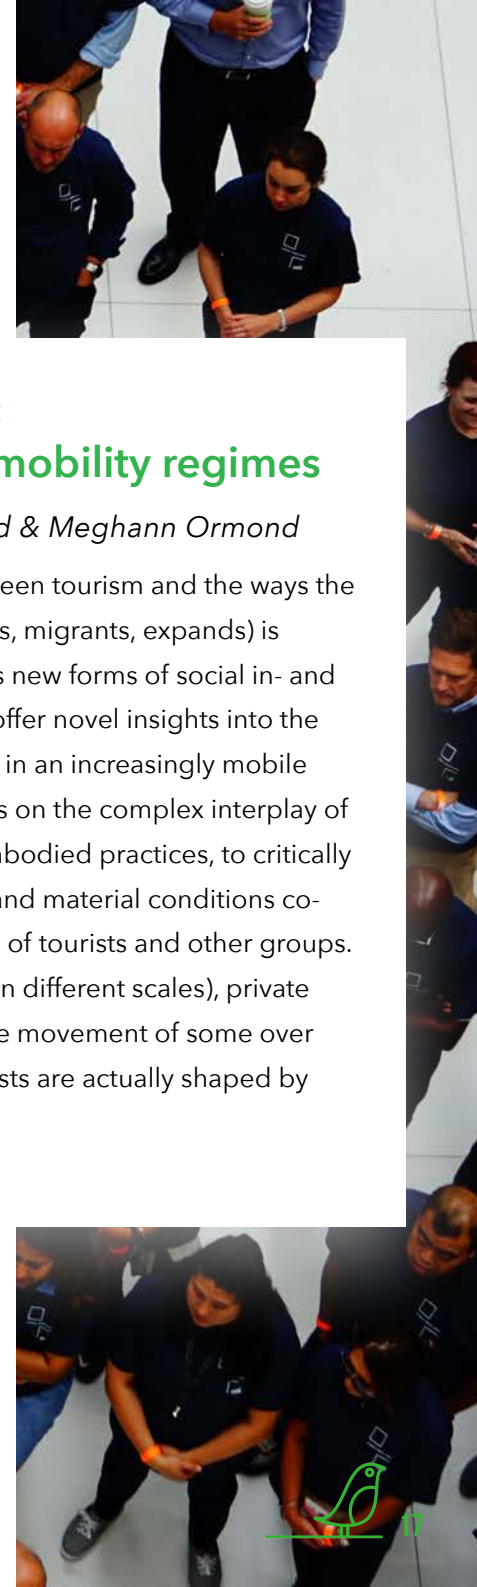 :
mobility regimes
d & Meghann Ormond
een tourism and the ways the
s, migrants, expands) is
s new forms of social in- and
offer novel insights into the
in an increasingly mobile
s on the complex interplay of
bodied practices, to critically
and material conditions co-
of tourists and other groups.
n different scales), private
e movement of some over
sts are actually shaped by
17